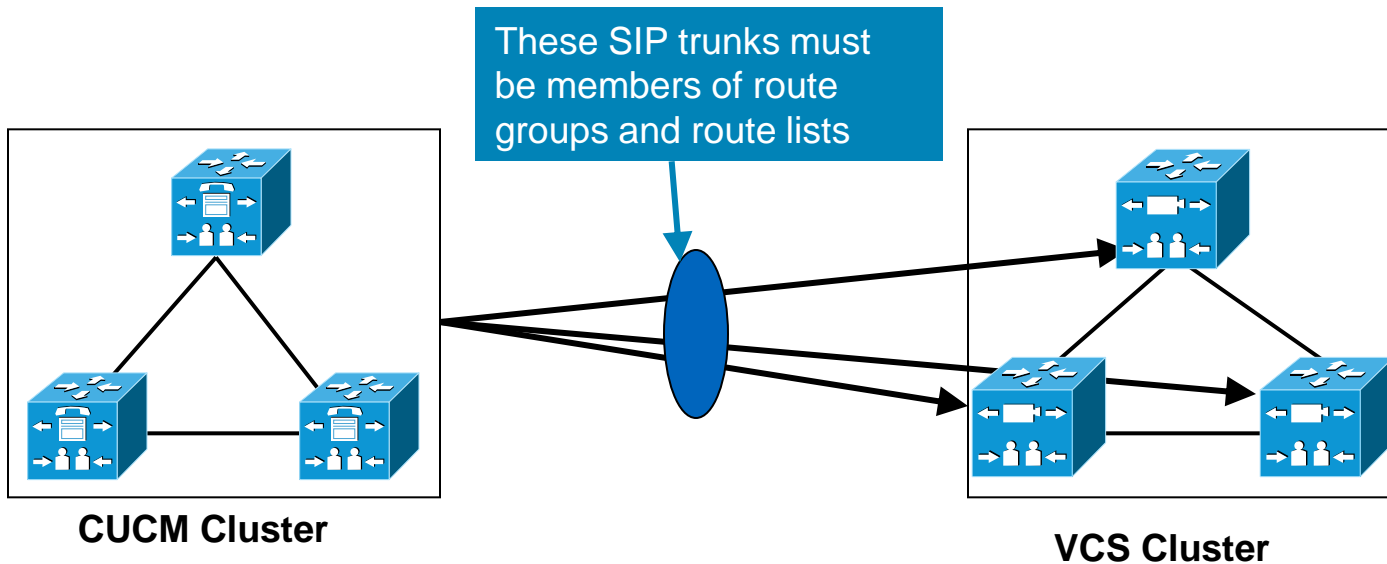 These SIP trunks must
be members of route
groups and route lists
CUCM Cluster
VCS Cluster